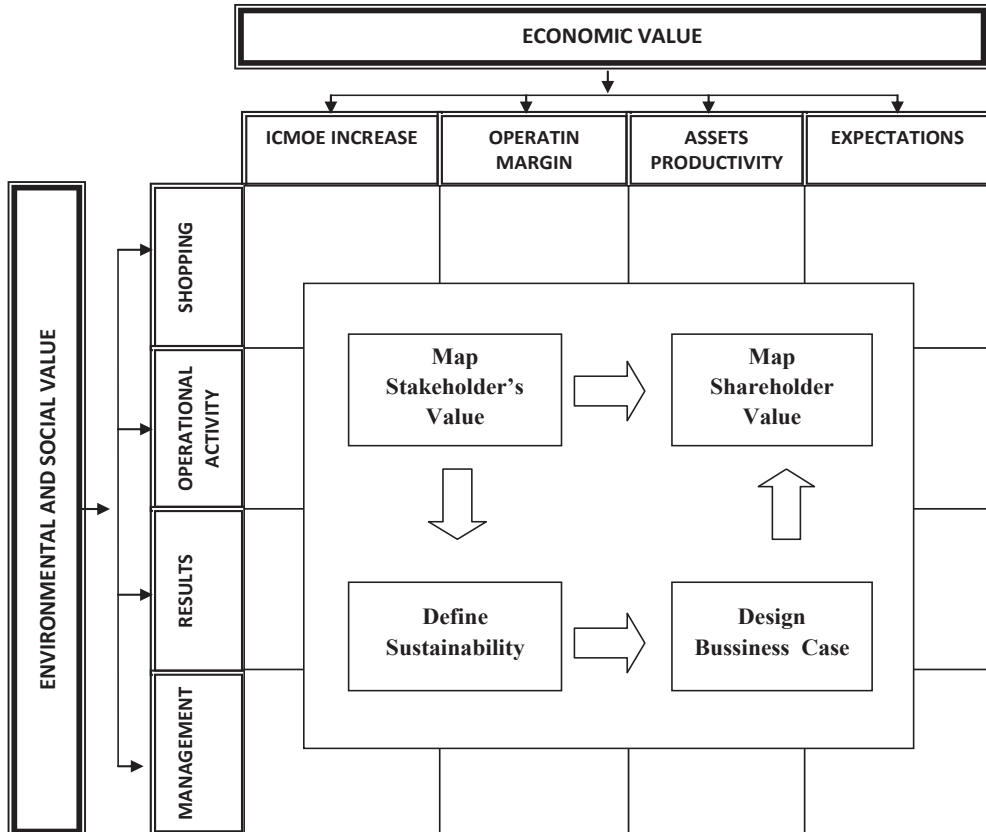 ECONOMIC VALUE
ICMOE INCREASE
OPERATIN
MARGIN
ASSETS
PRODUCTIVITY
EXPECTATIONS
ENVIRONMENTAL AND SOCIAL VALUE
SHOPPING
OPERATIONAL
ACTIVITY
RESULTS
MANAGEMENT
Map
Stakeholder’s
Value
Map
Shareholder
Value
Define
Sustainability
Design
Bussiness Case